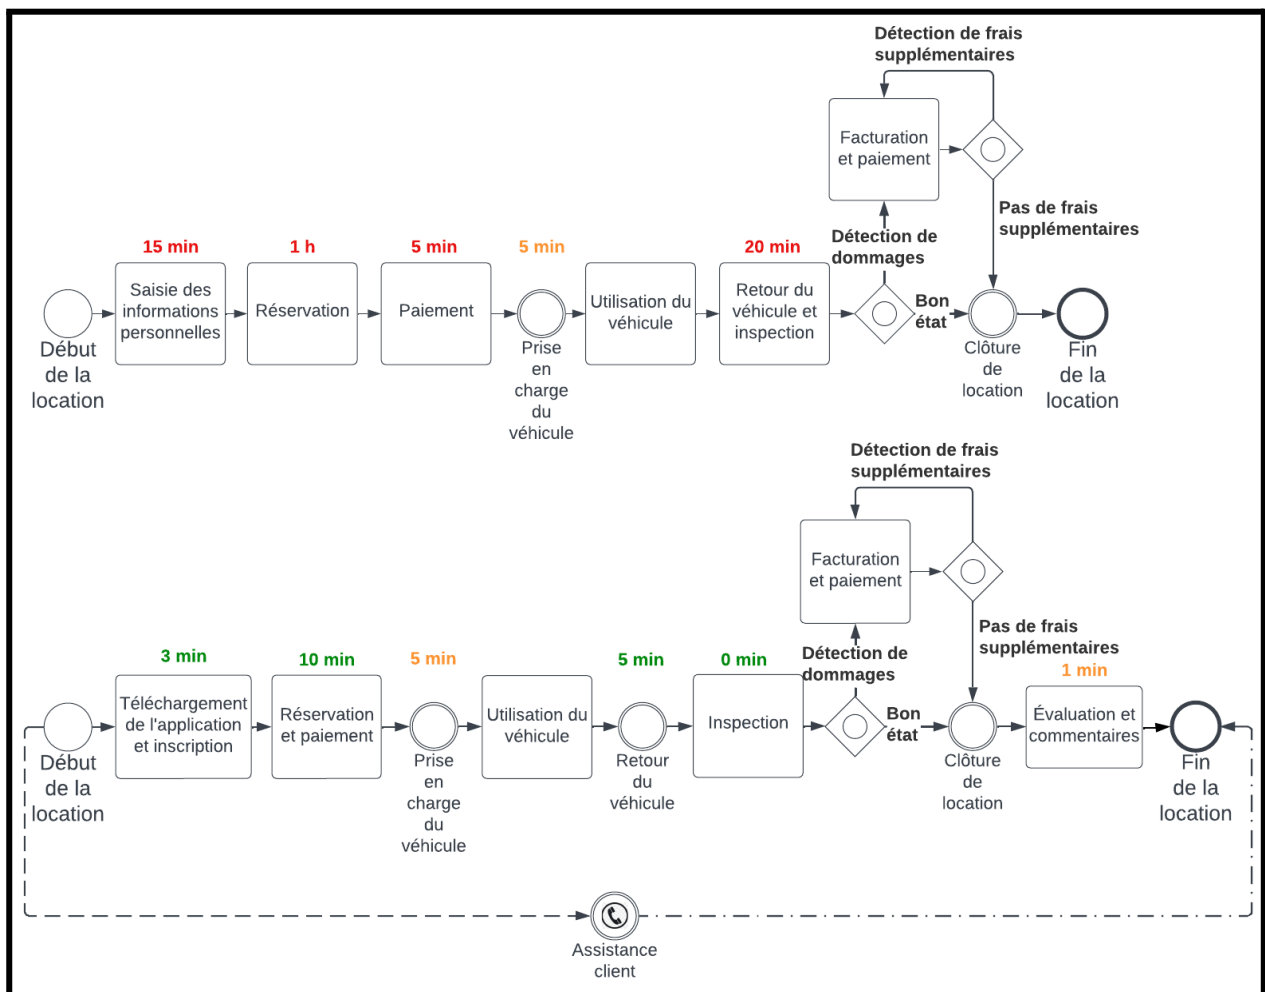 Détection de frais
supplémentaires
Facturation
et paiement
Pas de frais
supplémentaires
15 min
1 h
5 min
5 min
20 min
Détection de
dommages
Saisie des
informations
personnelles
Réservation
Paiement
Utilisation du
véhicule
Retour du
véhicule et
inspection
Bon
état
Début
de la
location
Prise
en
charge
du
véhicule
Clôture
de
location
Fin
de la
location
Détection de frais
supplémentaires
Facturation
et paiement
Pas de frais
supplémentaires
3 min
10 min
5 min
5 min
0 min
Détection de
dommages
1 min
Téléchargement
de l'application
et inscription
Réservation
et paiement
Utilisation du
véhicule
Inspection
Bon
état
Évaluation et
commentaires
Début
de la
location
Prise
en
charge
du
véhicule
Retour
du
véhicule
Clôture
de
location
Fin
de la
location
Assistance
client